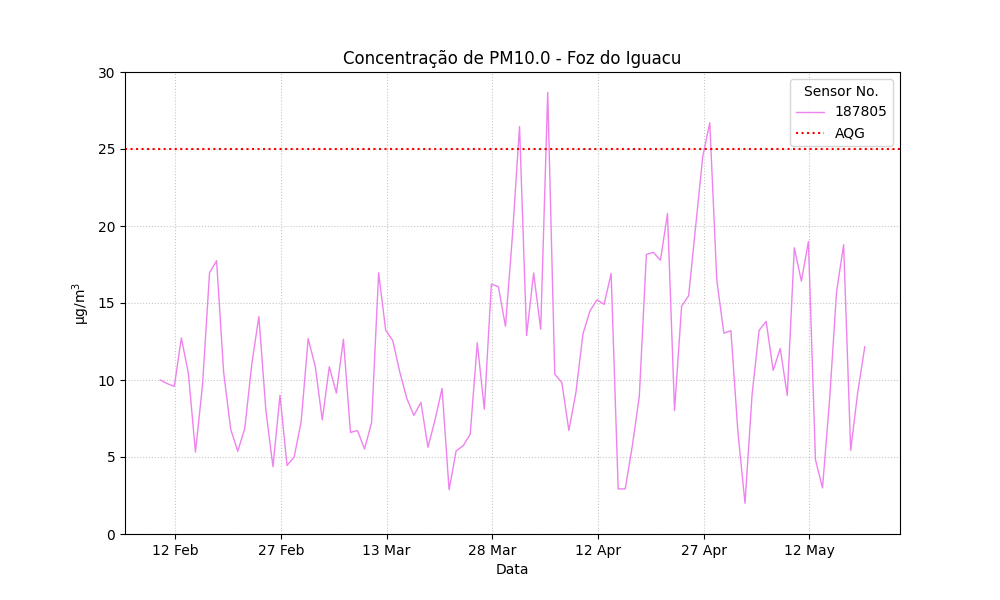 Concentração de PM10.0 - Foz do Iguacu
Sensor No.
187805
AQG
30
25
20
15
10
5
0
µg/m³
12 Feb
27 Feb
13 Mar
28 Mar
12 Apr
27 Apr
12 May
Data